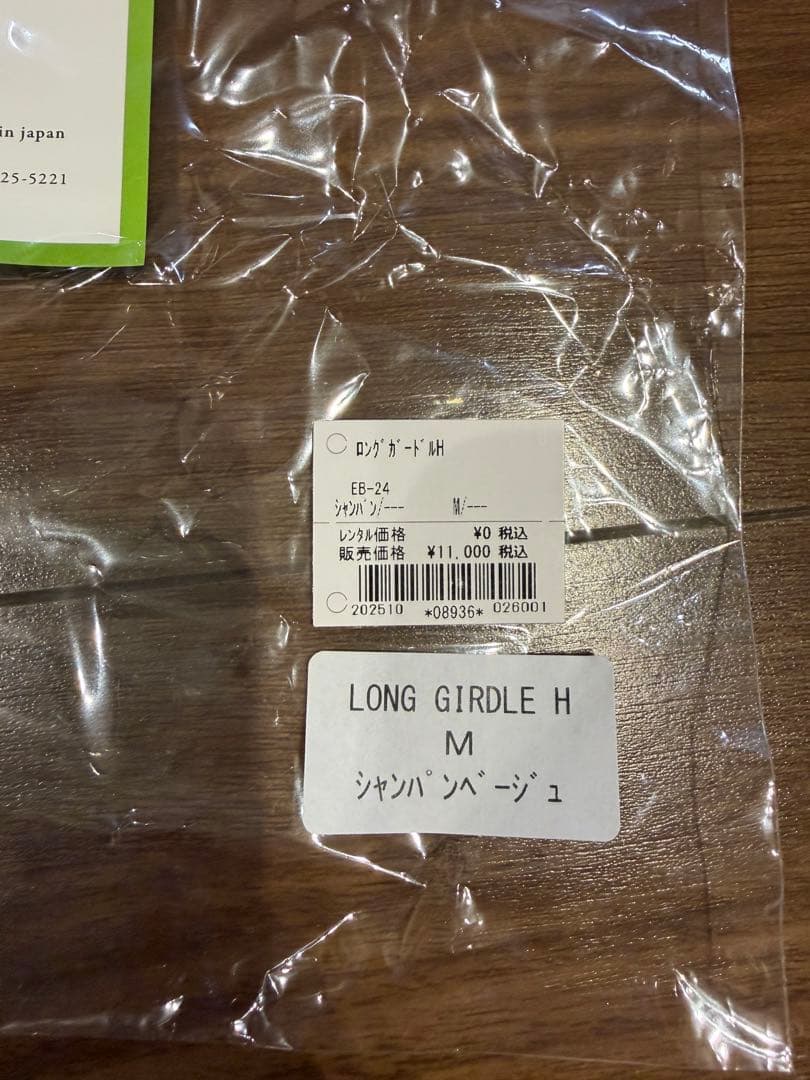 in japan
25-5221
ﾛﾝｸﾞｶﾞｰﾄﾞﾙH
EB-24
ｼｬﾝﾊﾟﾝ/--- M/---
ﾚﾝﾀﾙ価格 ¥0 税込
販売価格 ¥11,000 税込
202510 *08936* 026001
LONG GIRDLE H
M
ｼｬﾝﾊﾟﾝﾍﾞｰｼﾞｭ